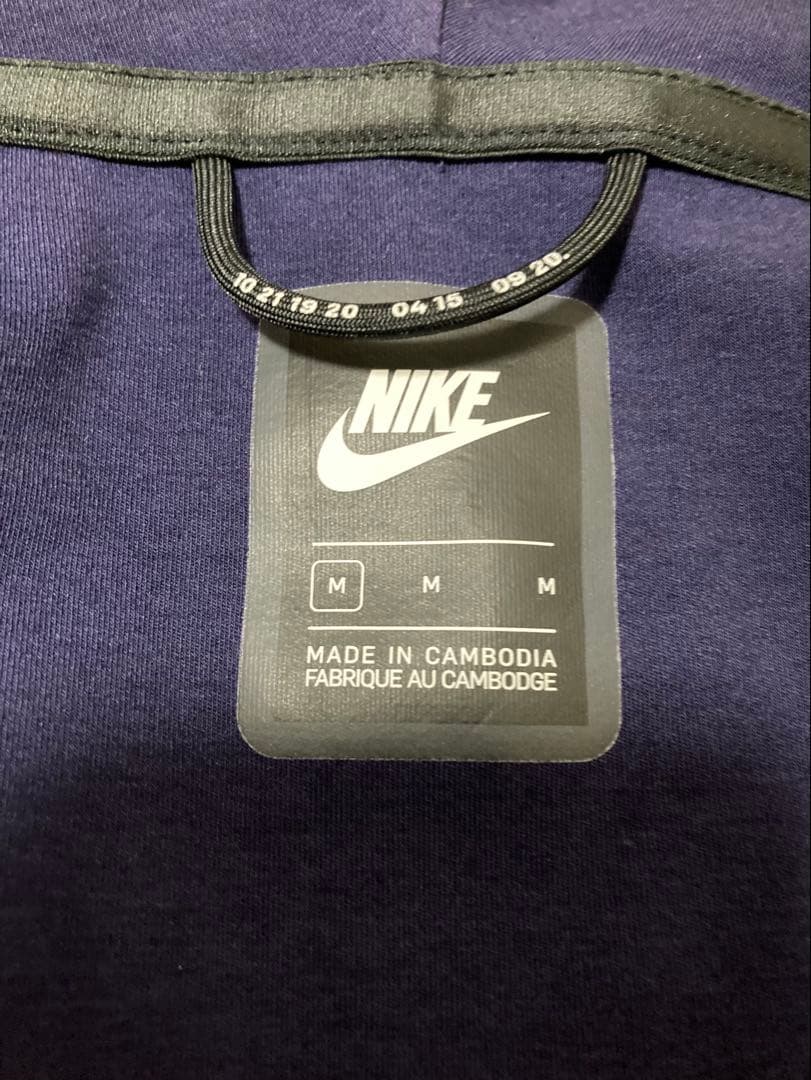 10 21 19 20 04 15 09 20.
NIKE
M M M
MADE IN CAMBODIA
FABRIQUE AU CAMBODGE